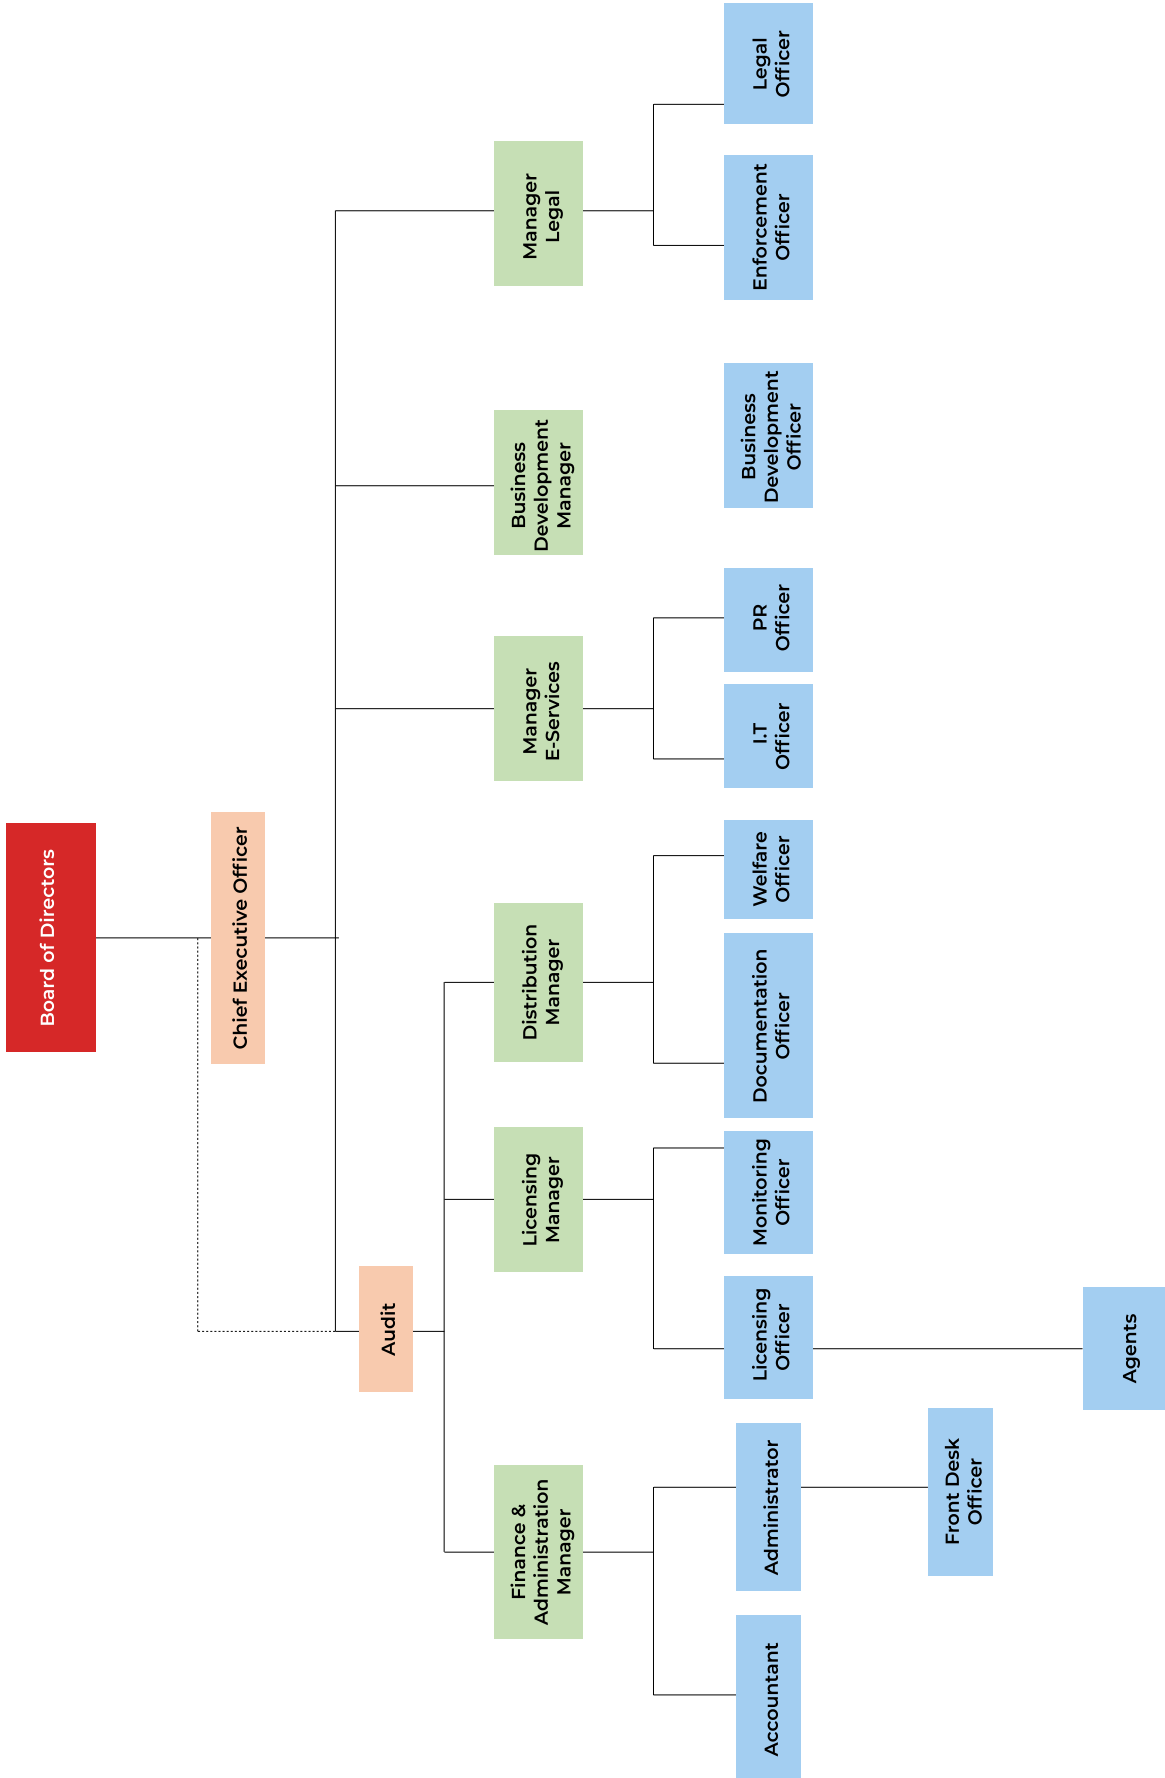 Board of Directors
Chief Executive Officer
Audit
Finance &
Administration
Manager
Licensing
Manager
Distribution
Manager
Manager
E-Services
Business
Development
Manager
Manager
Legal
Accountant
Administrator
Licensing
Officer
Monitoring
Officer
Documentation
Officer
Welfare
Officer
I.T
Officer
PR
Officer
Business
Development
Officer
Enforcement
Officer
Legal
Officer
Front Desk
Officer
Agents